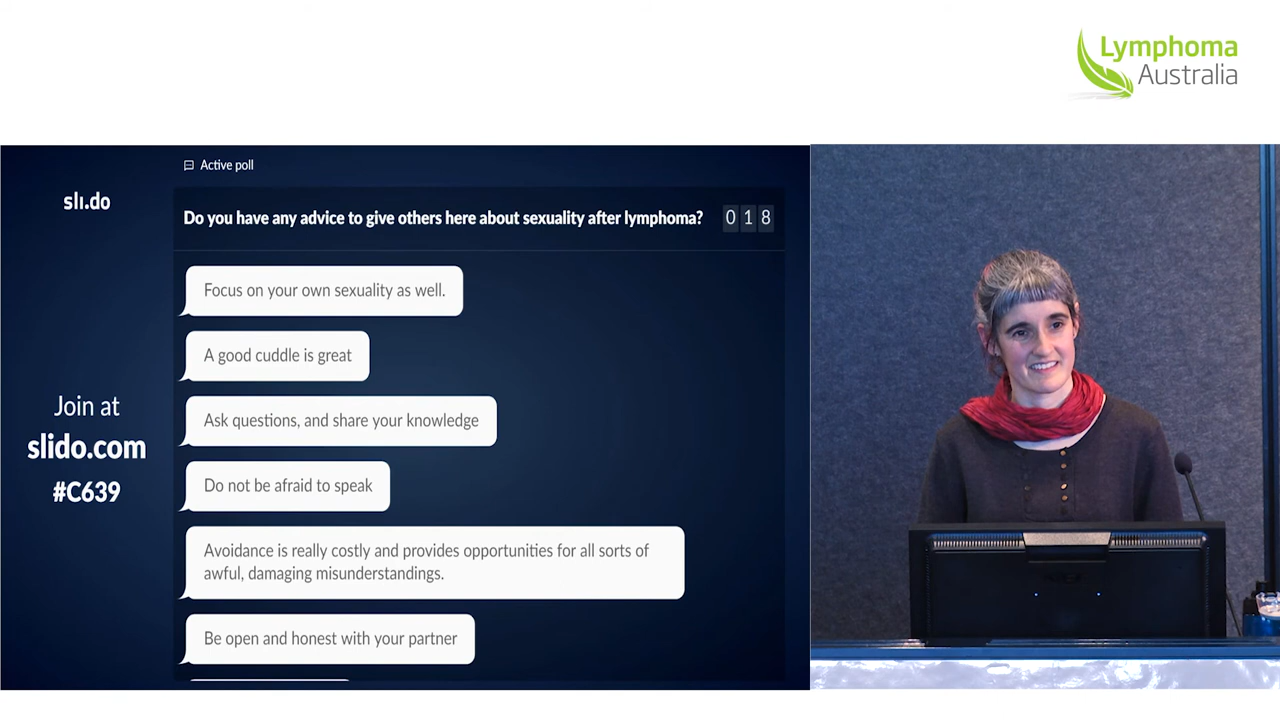 Lymphoma
Australia
Active poll
sli.do
Do you have any advice to give others here about sexuality after lymphoma? 018
Focus on your own sexuality as well.
A good cuddle is great
Ask questions, and share your knowledge
Join at
slido.com
#C639
Do not be afraid to speak
Avoidance is really costly and provides opportunities for all sorts of
awful, damaging misunderstandings.
Be open and honest with your partner